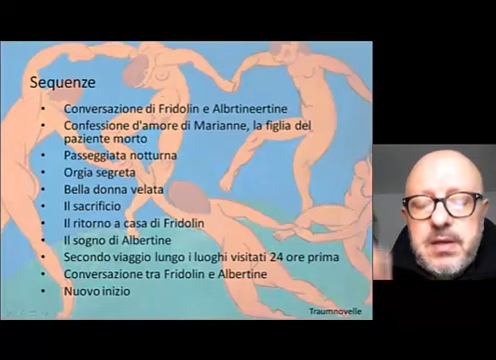 Sequenze
Conversazione di Fridolin e Albrtineertine
Confessione d'amore di Marianne, la figlia del
paziente morto
Passeggiata notturna
Orgia segreta
Bella donna velata
Il sacrificio
Il ritorno a casa di Fridolin
Il sogno di Albertine
Secondo viaggio lungo i luoghi visitati 24 ore prima
Conversazione tra Fridolin e Albertine
Nuovo inizio
Traumnovelle